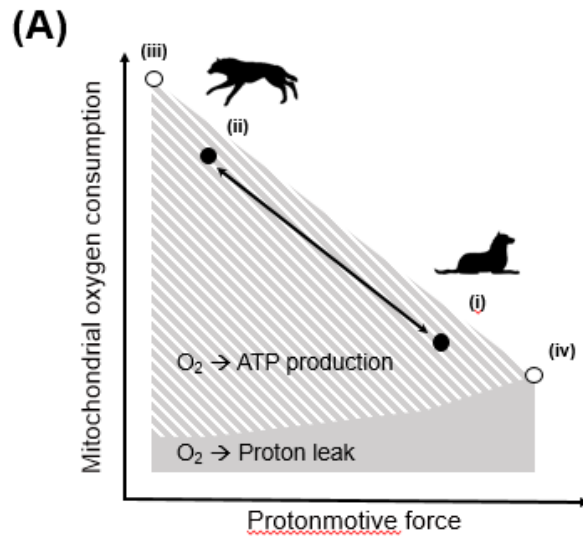 (A)
(iii)
(ii)
(i)
(iv)
Mitochondrial oxygen consumption
O₂ → ATP production
O₂ → Proton leak
Protonmotive force